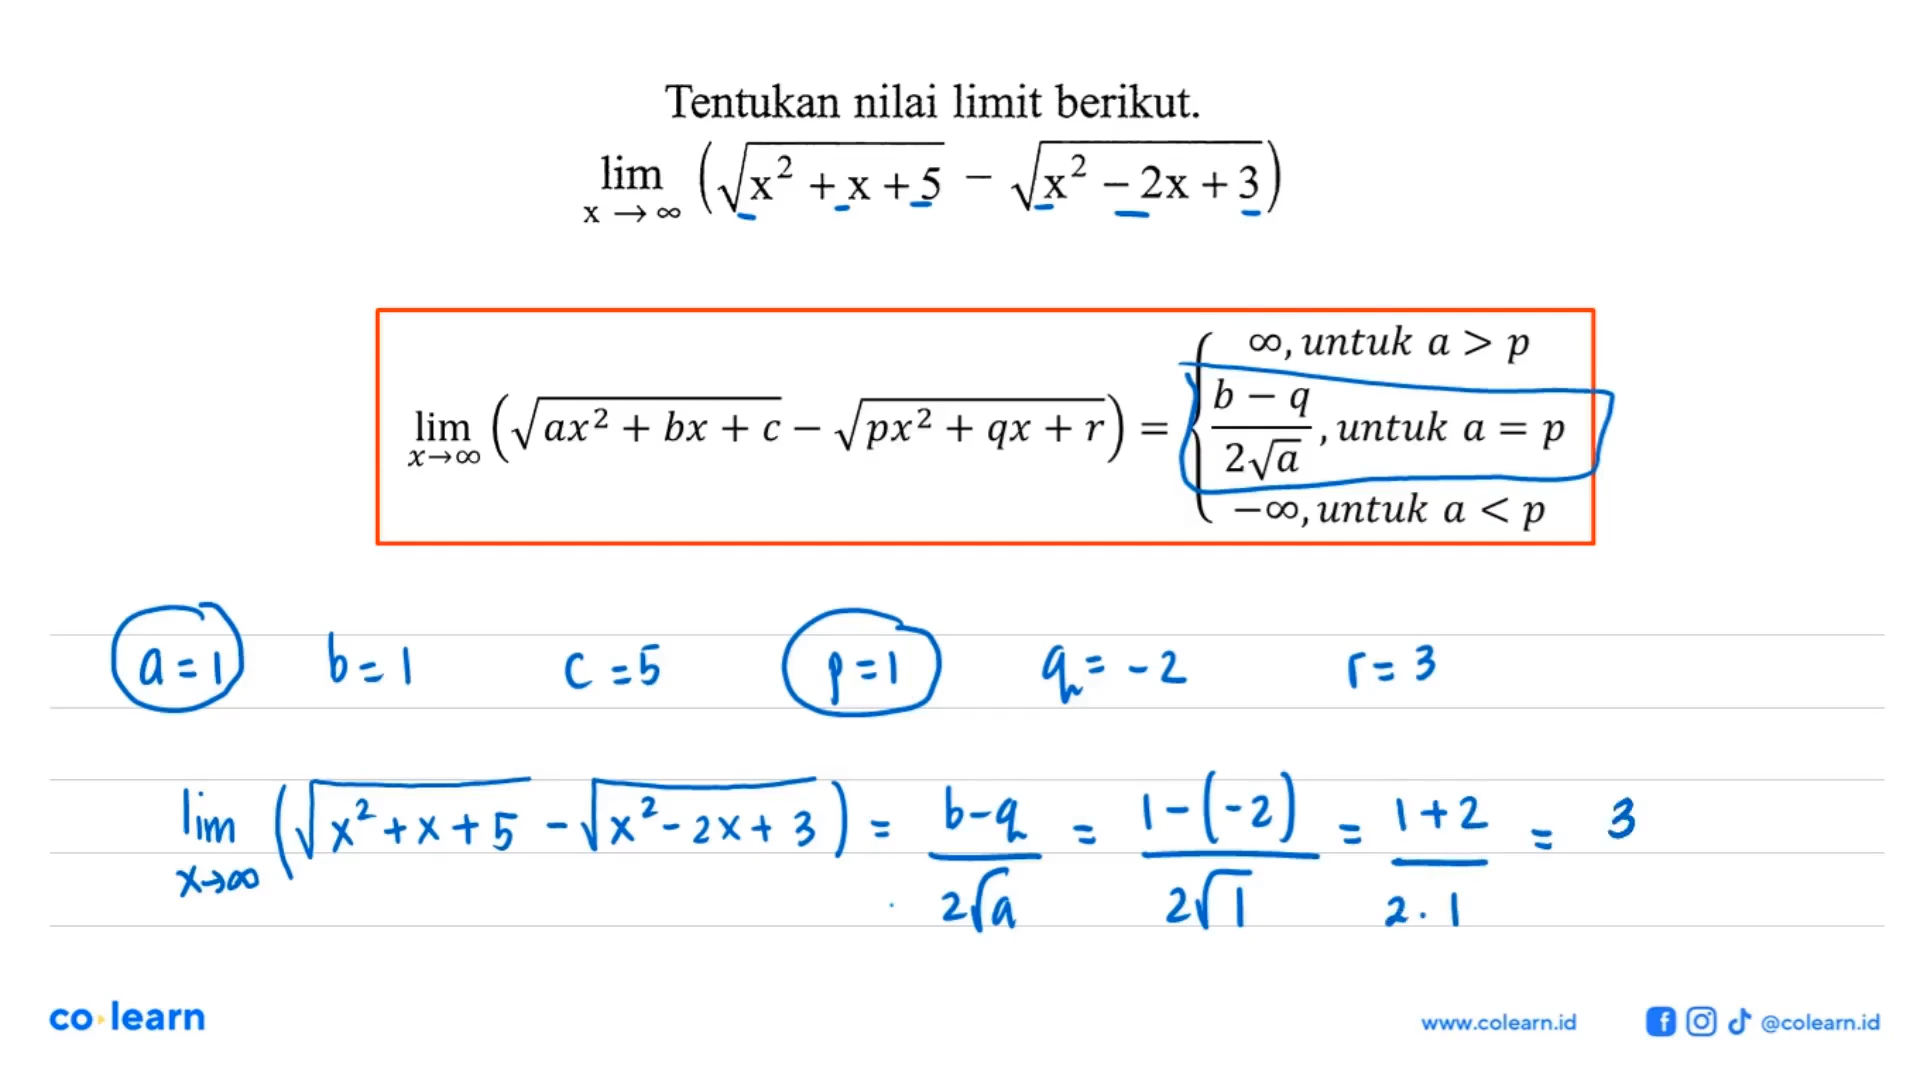 Tentukan nilai limit berikut.
lim x → ∞ (√(x² + x + 5) − √(x² − 2x + 3))
lim x→∞ (√(ax² + bx + c) − √(px² + qx + r)) = { ∞, untuk a > p
(b − q)/(2√a), untuk a = p
−∞, untuk a < p
a = 1 b = 1 c = 5 p = 1 q = -2 r = 3
lim x→∞ (√(x² + x + 5) - √(x² - 2x + 3)) = (b-q)/(2√a) = (1-(-2))/(2√1) = (1+2)/(2.1) = 3
co learn
www.colearn.id @colearn.id